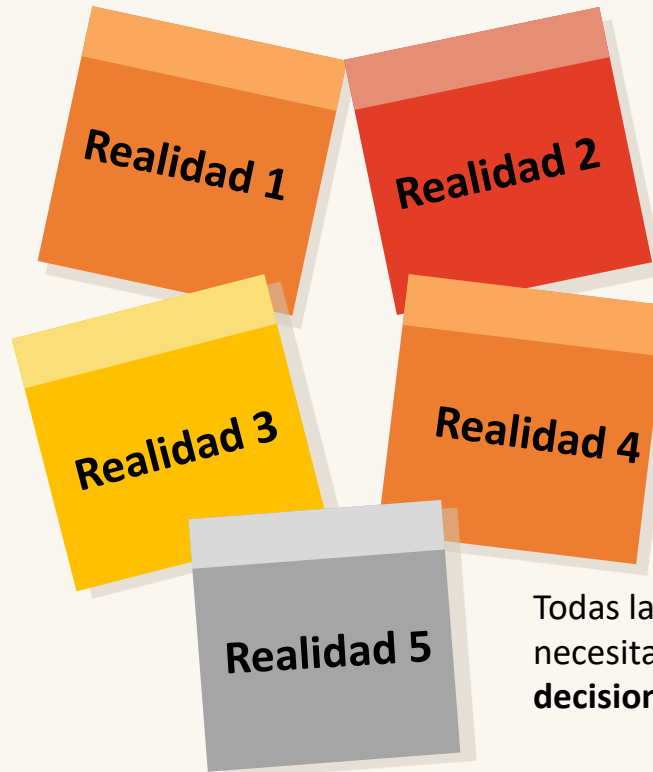 Realidad 1
Realidad 2
Realidad 3
Realidad 4
Realidad 5
Todas la
necesita
decision